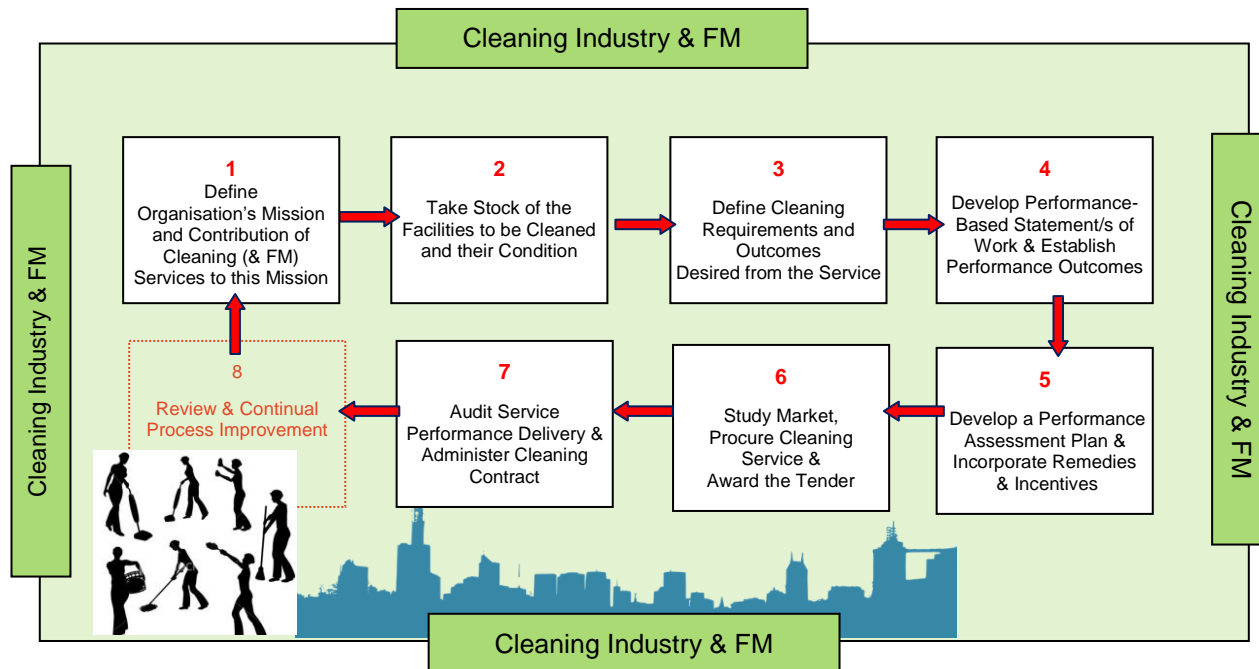 Cleaning Industry & FM
Cleaning Industry & FM
1
Define
Organisation’s Mission
and Contribution of
Cleaning (& FM)
Services to this Mission
2
Take Stock of the
Facilities to be Cleaned
and their Condition
3
Define Cleaning
Requirements and
Outcomes
Desired from the Service
4
Develop Performance-
Based Statement/s of
Work & Establish
Performance Outcomes
5
Develop a Performance
Assessment Plan &
Incorporate Remedies
& Incentives
6
Study Market,
Procure Cleaning
Service &
Award the Tender
7
Audit Service
Performance Delivery &
Administer Cleaning
Contract
8
Review & Continual
Process Improvement
Cleaning Industry & FM
Cleaning Industry & FM